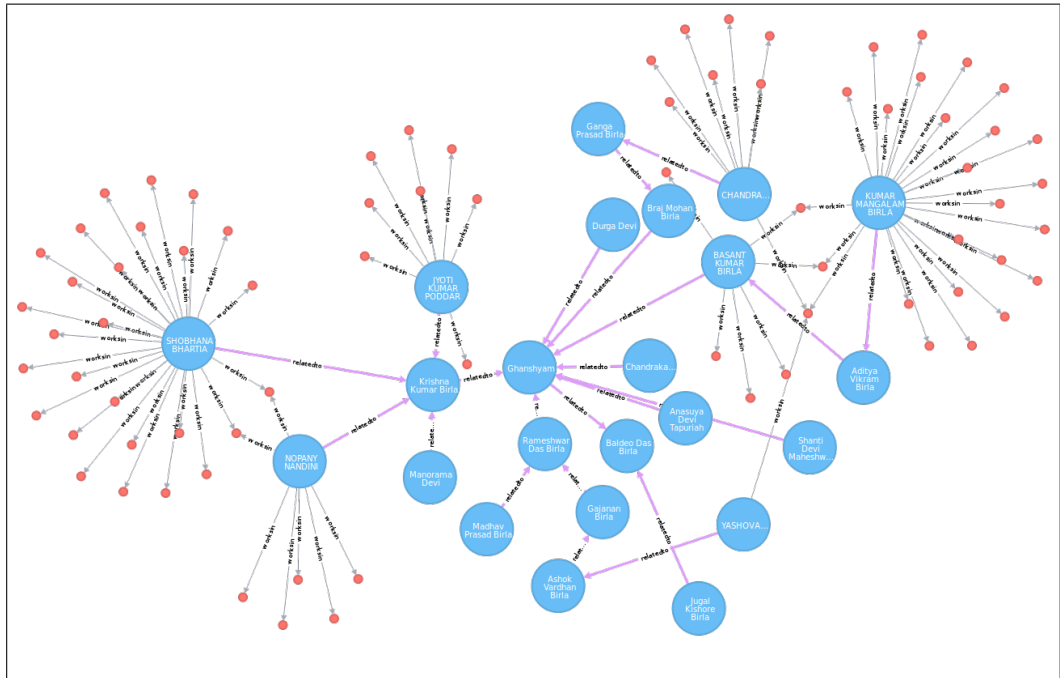 KUMAR
MANGALAM
BIRLA
Ganga
Prasad Birla
CHANDRA...
Braj Mohan
Birla
Durga Devi
BASANT
KUMAR
BIRLA
JYOTI
KUMAR
PODDAR
SHOBHANA
BHARTIA
Krishna
Kumar Birla
Ghanshyam...
Chandraka...
Aditya
Vikram
Birla
Anasuya
Devi
Tapuriah
Shanti
Devi
Maheshw...
Rameshwar
Das Birla
Baldeo Das
Birla
NOPANY
NANDINI
Manorama
Devi
Madhav
Prasad Birla
Gajanan
Birla
YASHOVA...
Ashok
Vardhan
Birla
Jugal
Kishore
Birla
worksin
relatedto
relate...
re...
relat...